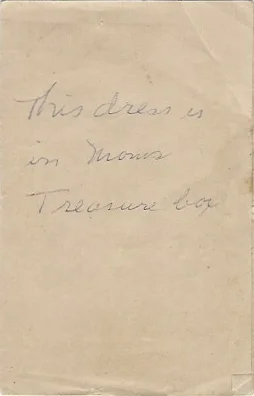 This dress is
in Moms
Treasure box